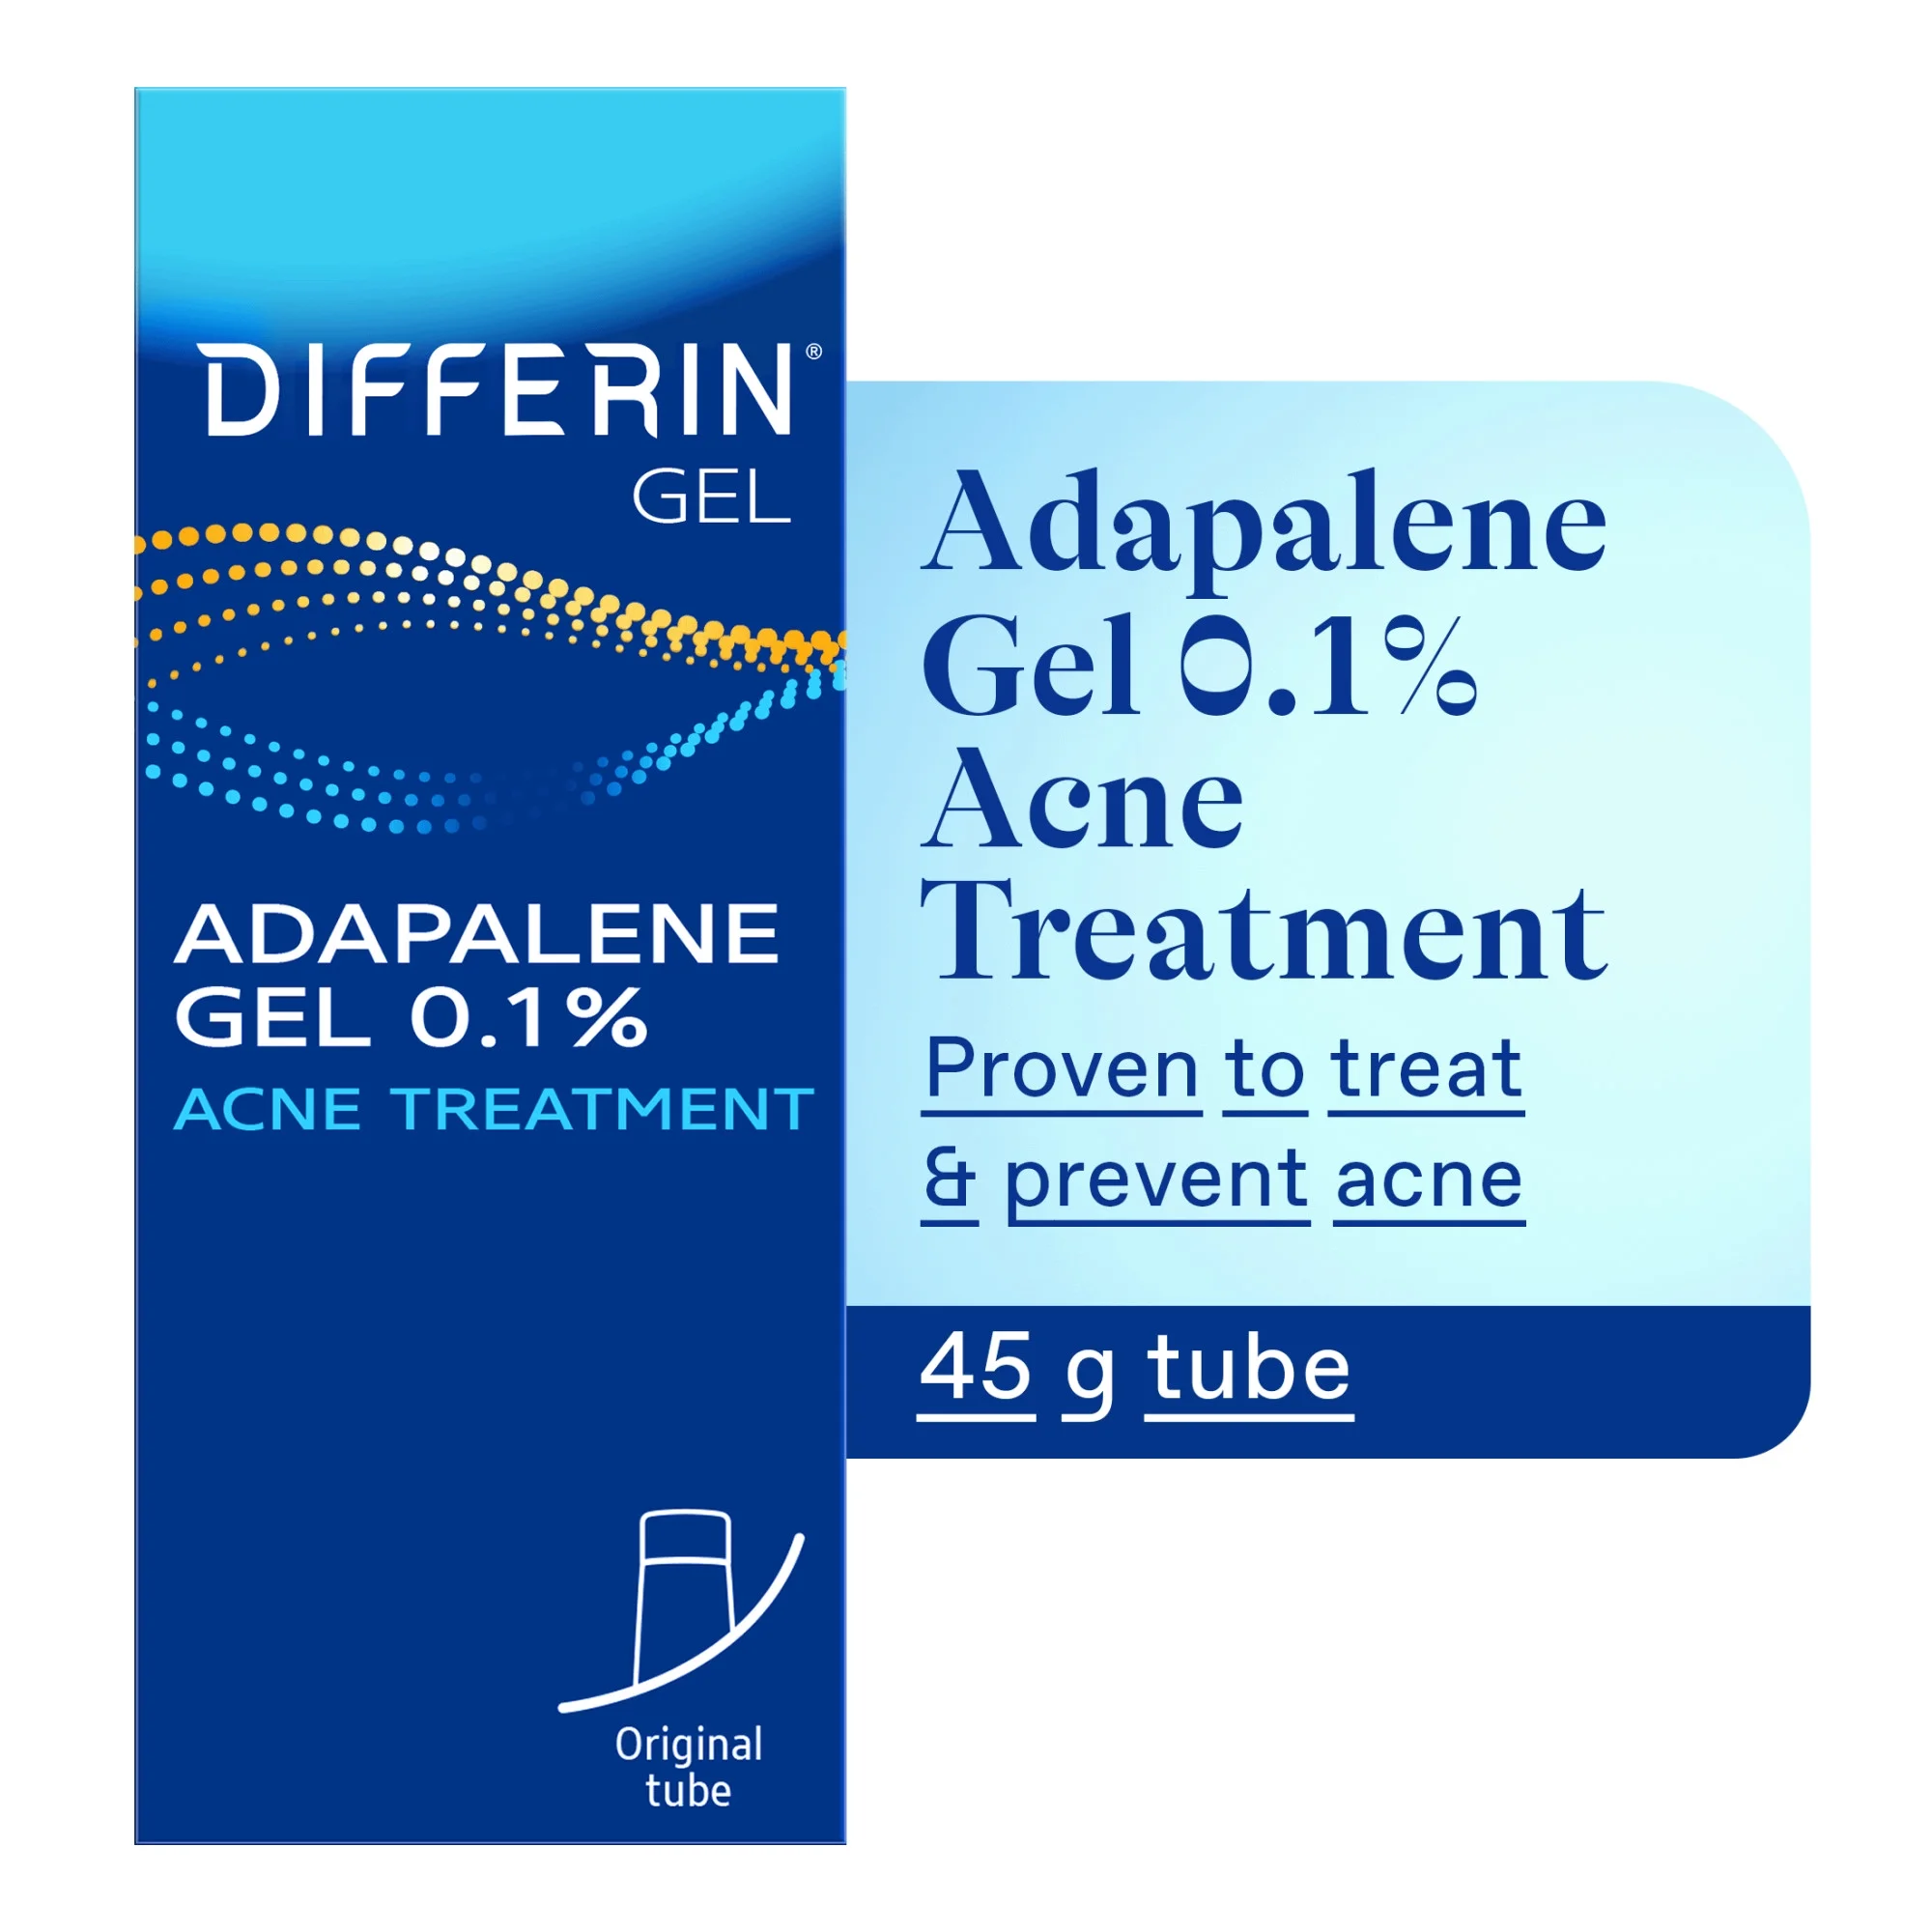 DIFFERIN®
GEL
ADAPALENE
GEL 0.1%
ACNE TREATMENT
Original
tube
Adapalene
Gel 0.1%
Acne
Treatment
Proven to treat
& prevent acne
45 g tube